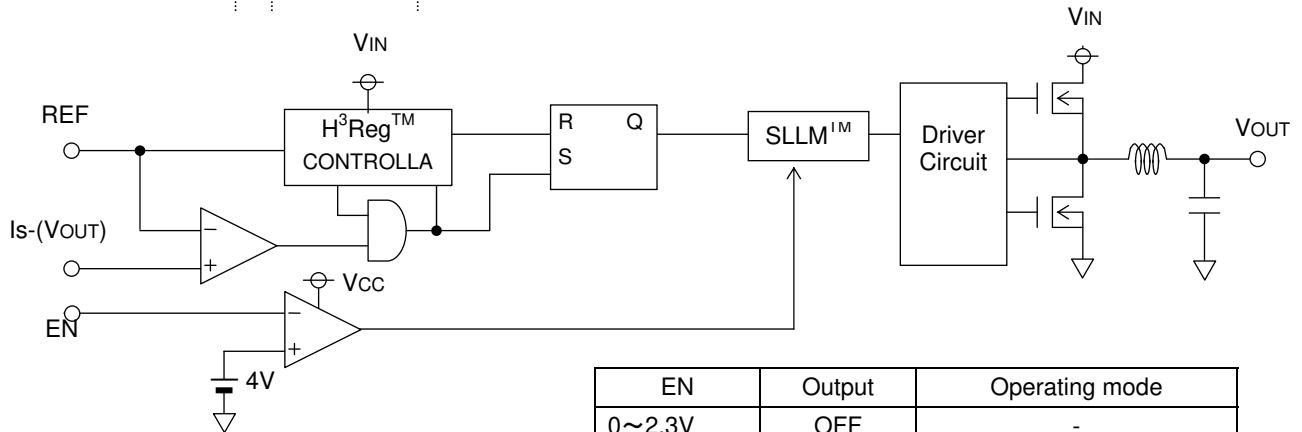 VIN
VIN
REF
H³Reg™
CONTROLLA
R
Q
S
SLLM™
Driver
Circuit
VOUT
Is-(VOUT)
−
+
VCC
EN
−
+
4V
EN Output Operating mode
0~2.3V OFF -